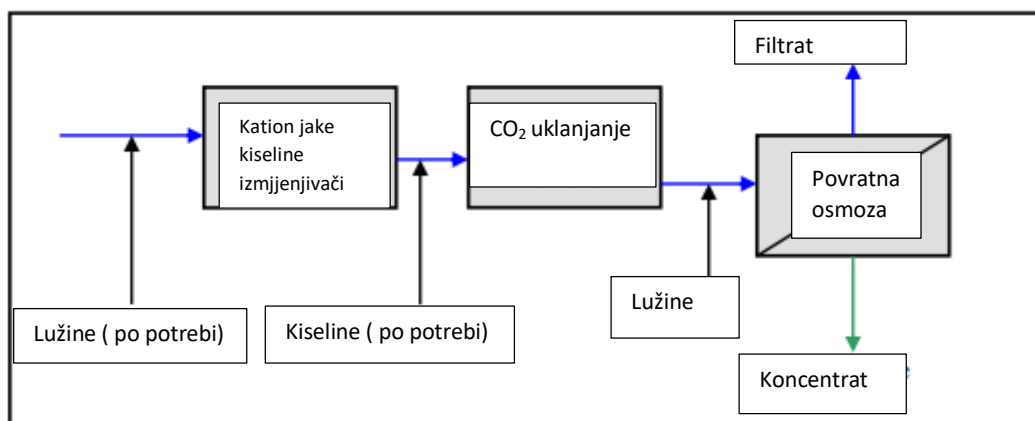 Filtrat
Kation jake
kiseline
izmjjenjivači
CO₂ uklanjanje
Povratna
osmoza
Lužine ( po potrebi)
Kiseline ( po potrebi)
Lužine
Koncentrat